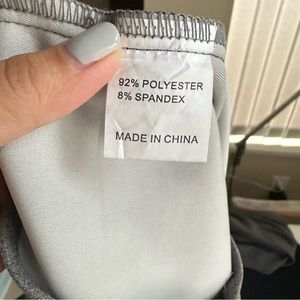 92% POLYESTER
8% SPANDEX
MADE IN CHINA